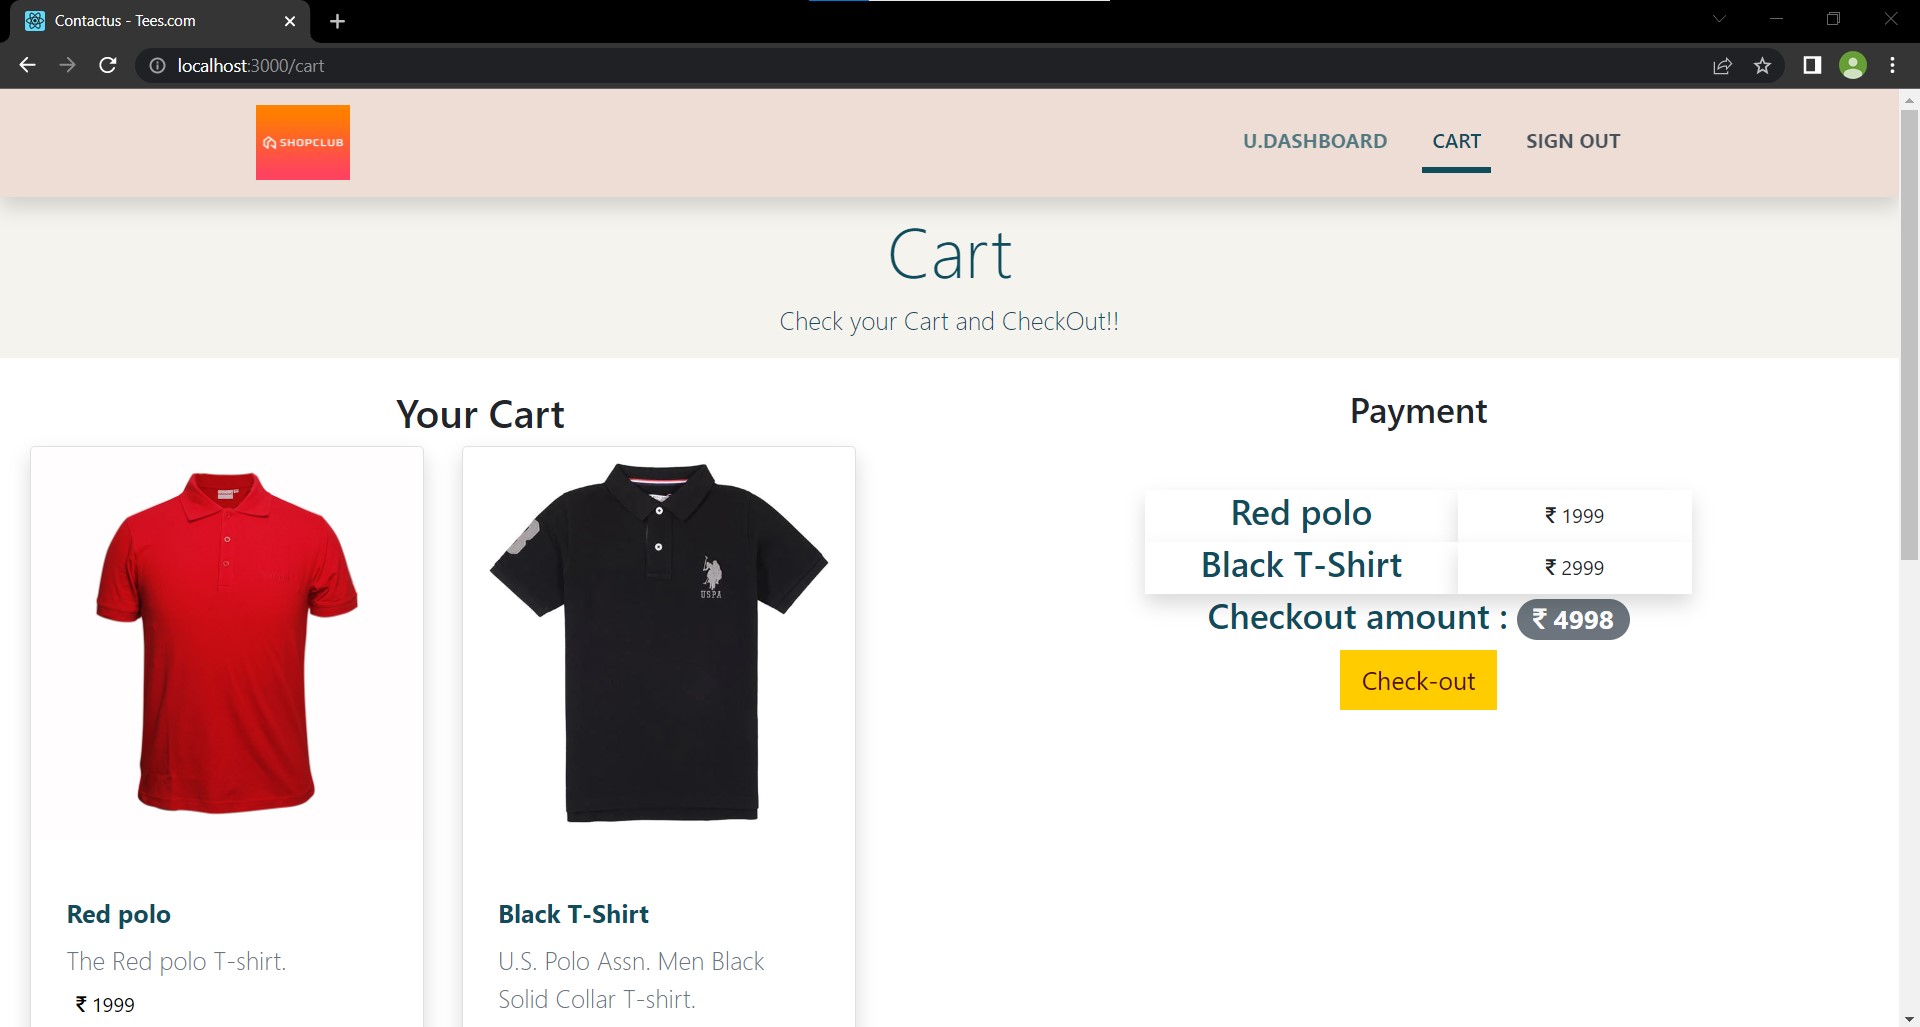 Contactus - Tees.com
localhost:3000/cart
SHOPCLUB
U.DASHBOARD
CART
SIGN OUT
Cart
Check your Cart and CheckOut!!
Your Cart
USPA
Red polo
The Red polo T-shirt.
₹ 1999
Black T-Shirt
U.S. Polo Assn. Men Black
Solid Collar T-shirt.
Payment
Red polo
₹ 1999
Black T-Shirt
₹ 2999
Checkout amount : ₹ 4998
Check-out